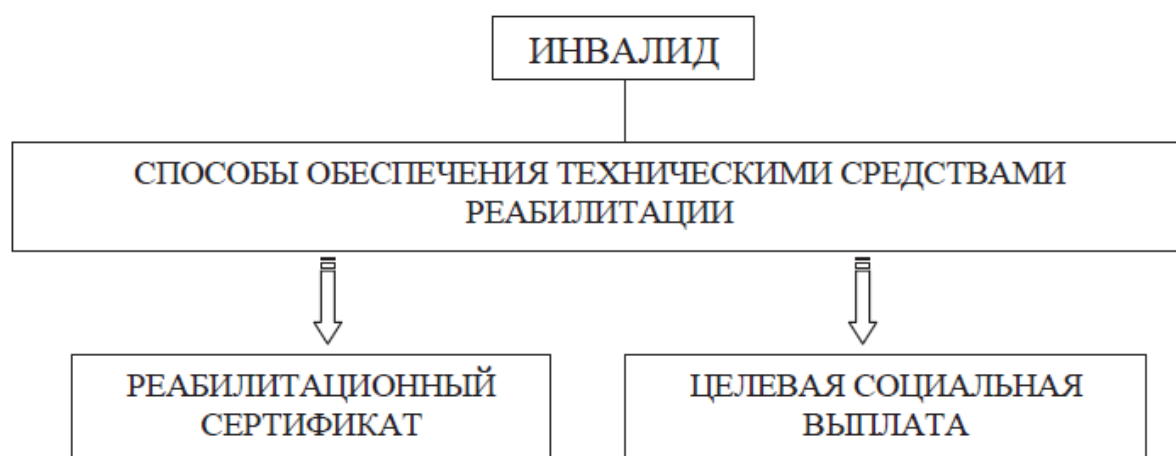 ИНВАЛИД
СПОСОБЫ ОБЕСПЕЧЕНИЯ ТЕХНИЧЕСКИМИ СРЕДСТВАМИ
РЕАБИЛИТАЦИИ
РЕАБИЛИТАЦИОННЫЙ
СЕРТИФИКАТ
ЦЕЛЕВАЯ СОЦИАЛЬНАЯ
ВЫПЛАТА